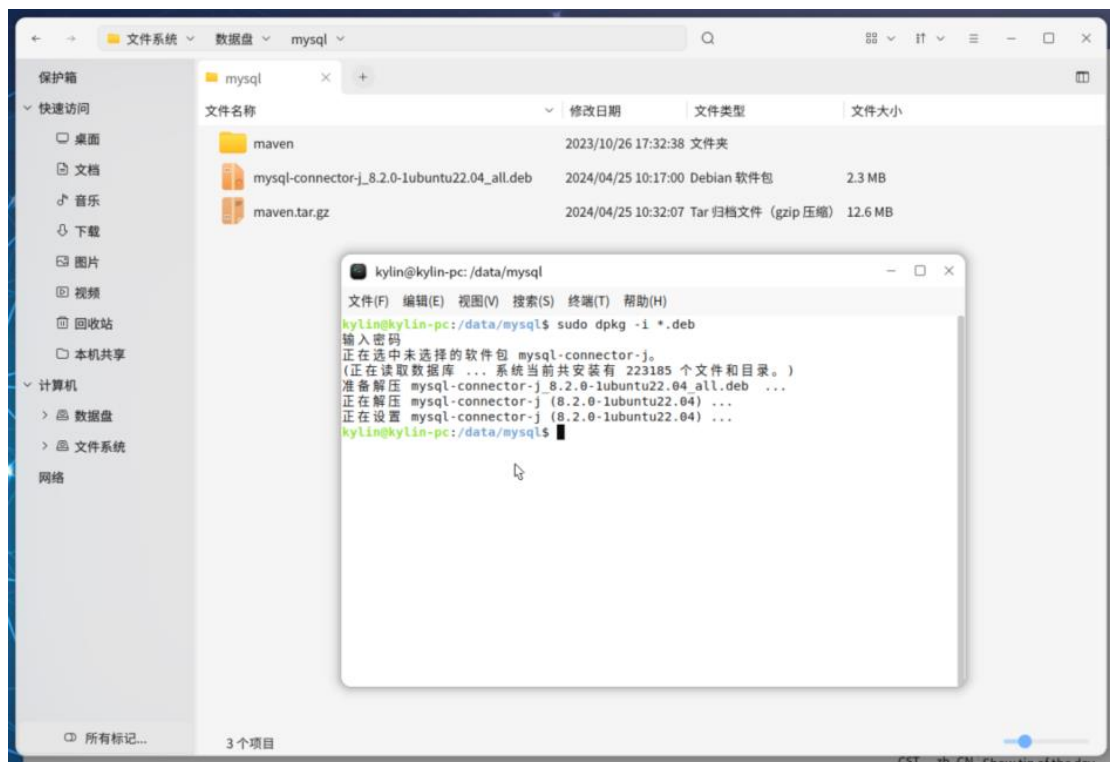 文件系统 数据盘 mysql
保护箱
快速访问
桌面
文档
音乐
下载
图片
视频
回收站
本机共享
计算机
数据盘
文件系统
网络
所有标记...
mysql
文件名称 修改日期 文件类型 文件大小
maven 2023/10/26 17:32:38 文件夹
mysql-connector-j_8.2.0-1ubuntu22.04_all.deb 2024/04/25 10:17:00 Debian 软件包 2.3 MB
maven.tar.gz 2024/04/25 10:32:07 Tar 归档文件（gzip 压缩） 12.6 MB
kylin@kylin-pc: /data/mysql
文件(F) 编辑(E) 视图(V) 搜索(S) 终端(T) 帮助(H)
kylin@kylin-pc:/data/mysql$ sudo dpkg -i *.deb
输入密码
正在选中未选择的软件包 mysql-connector-j。
(正在读取数据库 ... 系统当前共安装有 223185 个文件和目录。)
准备解压 mysql-connector-j_8.2.0-1ubuntu22.04_all.deb ...
正在解压 mysql-connector-j (8.2.0-1ubuntu22.04) ...
正在设置 mysql-connector-j (8.2.0-1ubuntu22.04) ...
kylin@kylin-pc:/data/mysql$
3 个项目